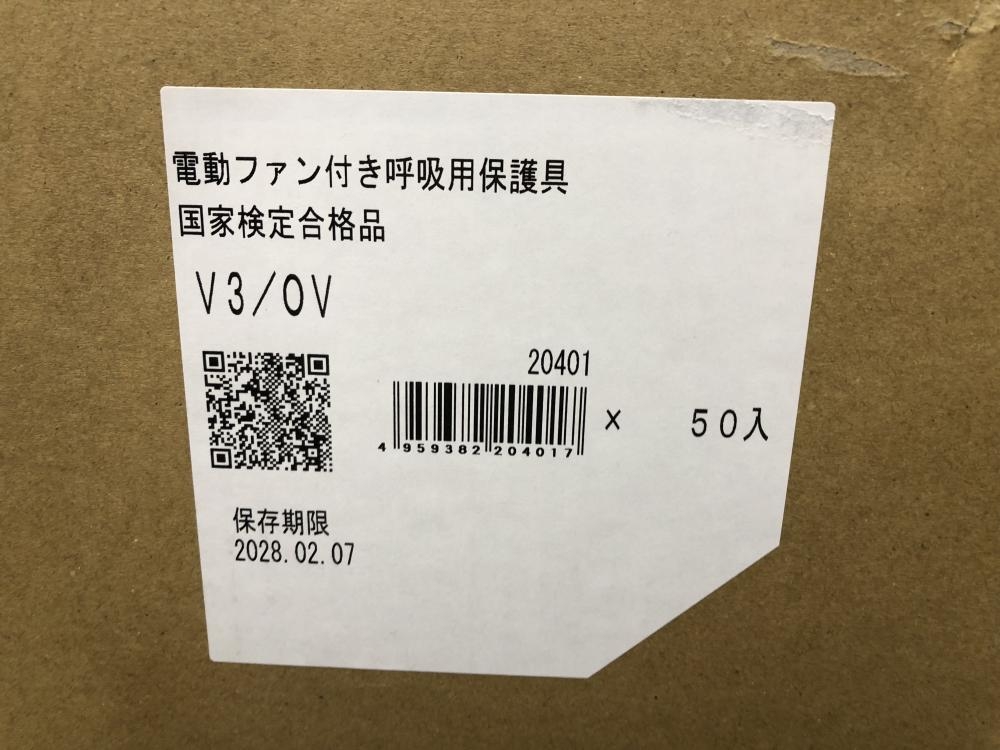 電動ファン付き呼吸用保護具
国家検定合格品
V3/OV
20401
× 50入
4 959382 204017
保存期限
2028.02.07